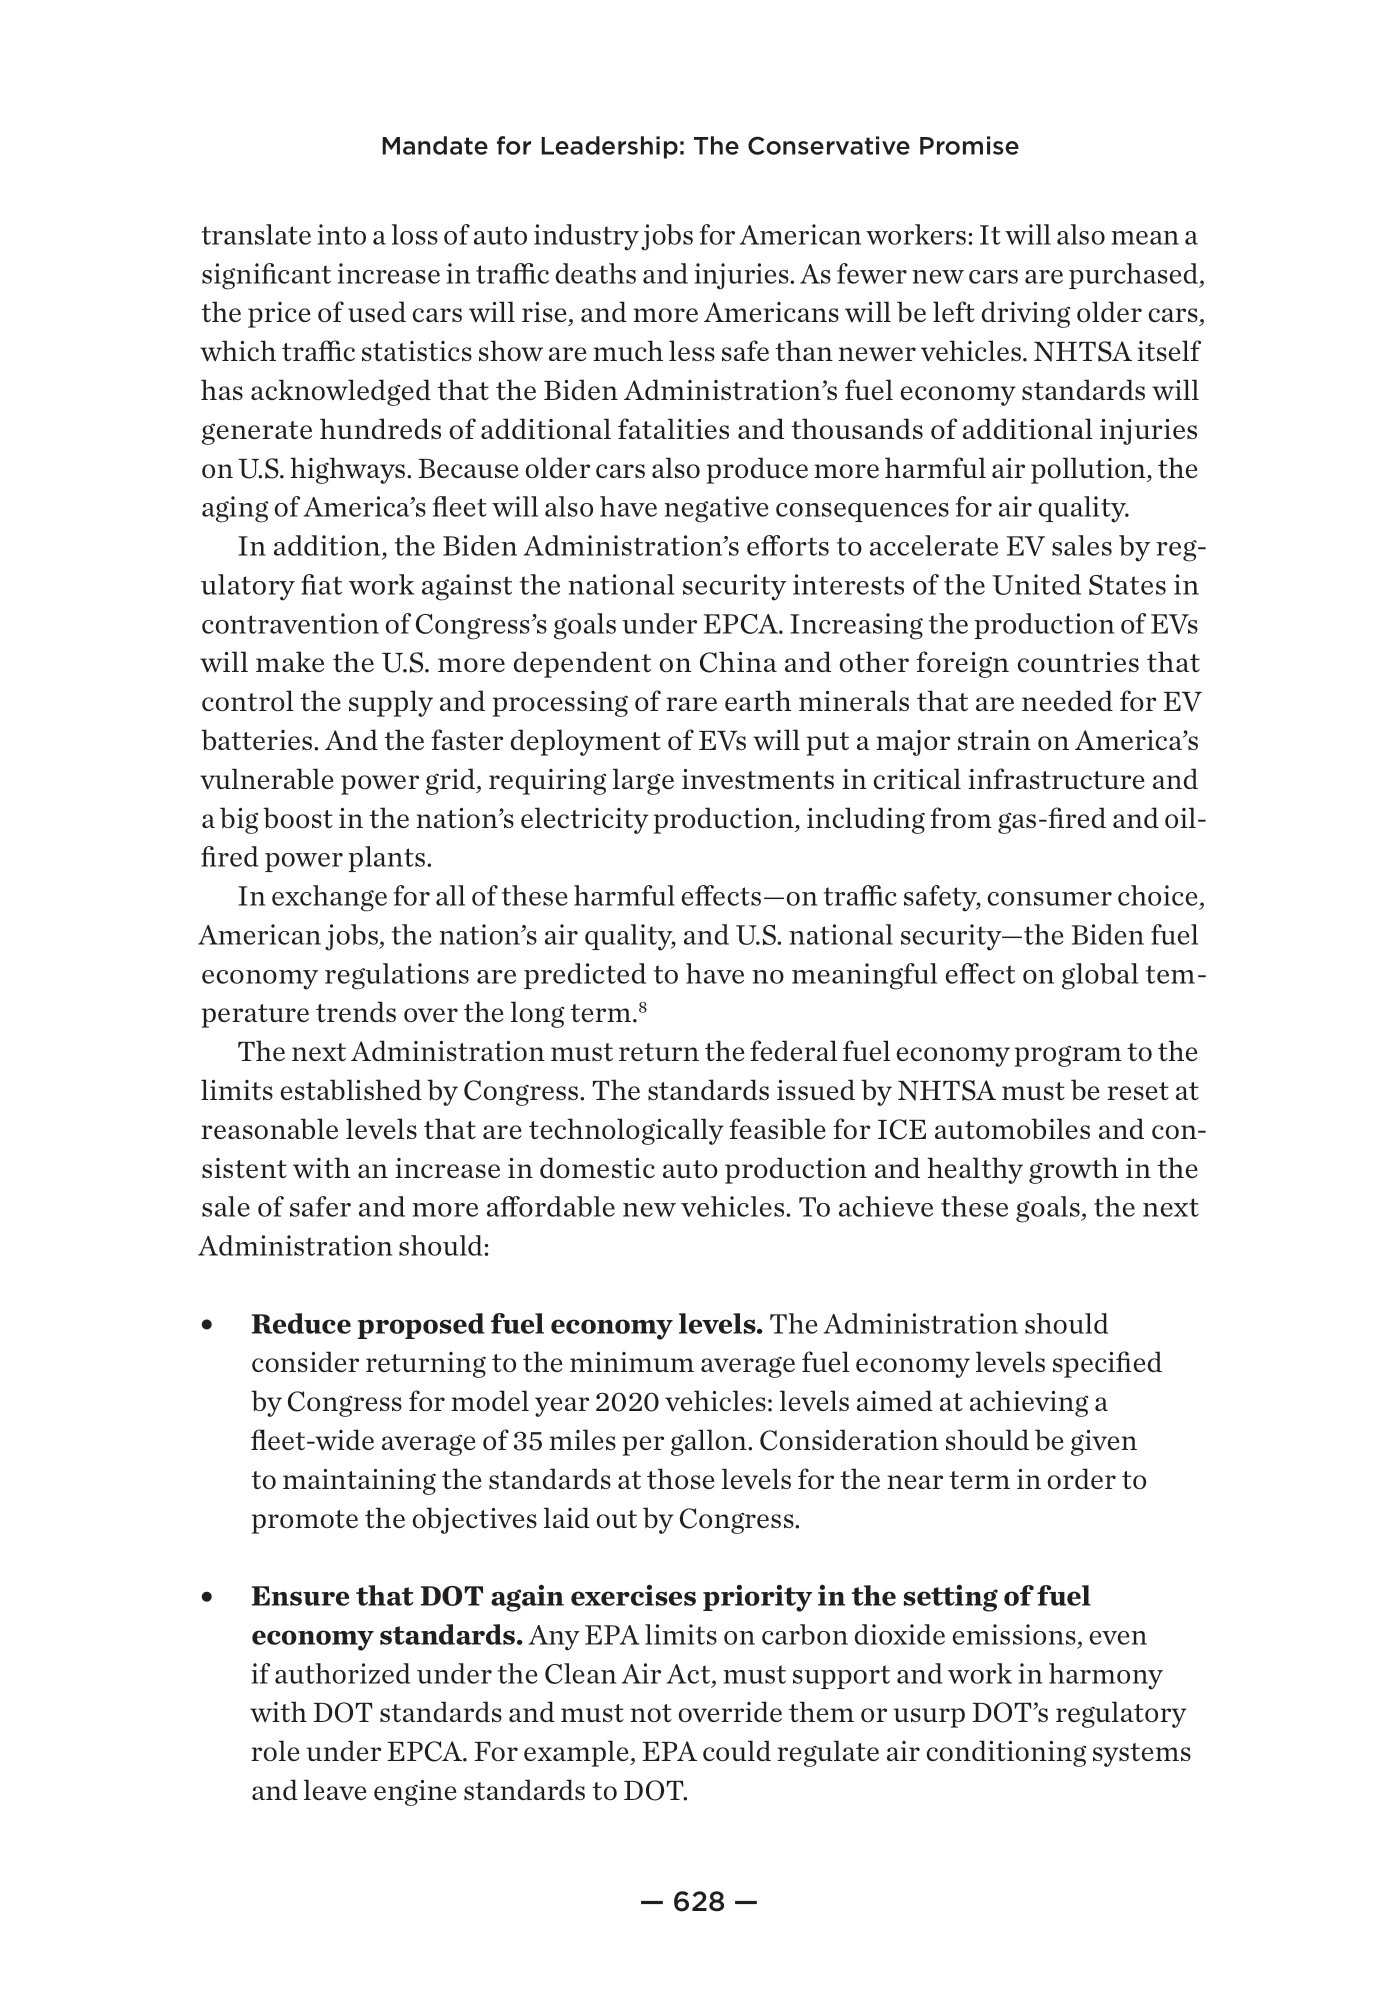 Mandate for Leadership: The Conservative Promise
translate into a loss of auto industry jobs for American workers: It will also mean a
significant increase in traffic deaths and injuries. As fewer new cars are purchased,
the price of used cars will rise, and more Americans will be left driving older cars,
which traffic statistics show are much less safe than newer vehicles. NHTSA itself
has acknowledged that the Biden Administration’s fuel economy standards will
generate hundreds of additional fatalities and thousands of additional injuries
on U.S. highways. Because older cars also produce more harmful air pollution, the
aging of America’s fleet will also have negative consequences for air quality.
In addition, the Biden Administration’s efforts to accelerate EV sales by reg-
ulatory fiat work against the national security interests of the United States in
contravention of Congress’s goals under EPCA. Increasing the production of EVs
will make the U.S. more dependent on China and other foreign countries that
control the supply and processing of rare earth minerals that are needed for EV
batteries. And the faster deployment of EVs will put a major strain on America’s
vulnerable power grid, requiring large investments in critical infrastructure and
a big boost in the nation’s electricity production, including from gas-fired and oil-
fired power plants.
In exchange for all of these harmful effects—on traffic safety, consumer choice,
American jobs, the nation’s air quality, and U.S. national security—the Biden fuel
economy regulations are predicted to have no meaningful effect on global tem-
perature trends over the long term.⁸
The next Administration must return the federal fuel economy program to the
limits established by Congress. The standards issued by NHTSA must be reset at
reasonable levels that are technologically feasible for ICE automobiles and con-
sistent with an increase in domestic auto production and healthy growth in the
sale of safer and more affordable new vehicles. To achieve these goals, the next
Administration should:
• Reduce proposed fuel economy levels. The Administration should
consider returning to the minimum average fuel economy levels specified
by Congress for model year 2020 vehicles: levels aimed at achieving a
fleet-wide average of 35 miles per gallon. Consideration should be given
to maintaining the standards at those levels for the near term in order to
promote the objectives laid out by Congress.
• Ensure that DOT again exercises priority in the setting of fuel
economy standards. Any EPA limits on carbon dioxide emissions, even
if authorized under the Clean Air Act, must support and work in harmony
with DOT standards and must not override them or usurp DOT’s regulatory
role under EPCA. For example, EPA could regulate air conditioning systems
and leave engine standards to DOT.
— 628 —